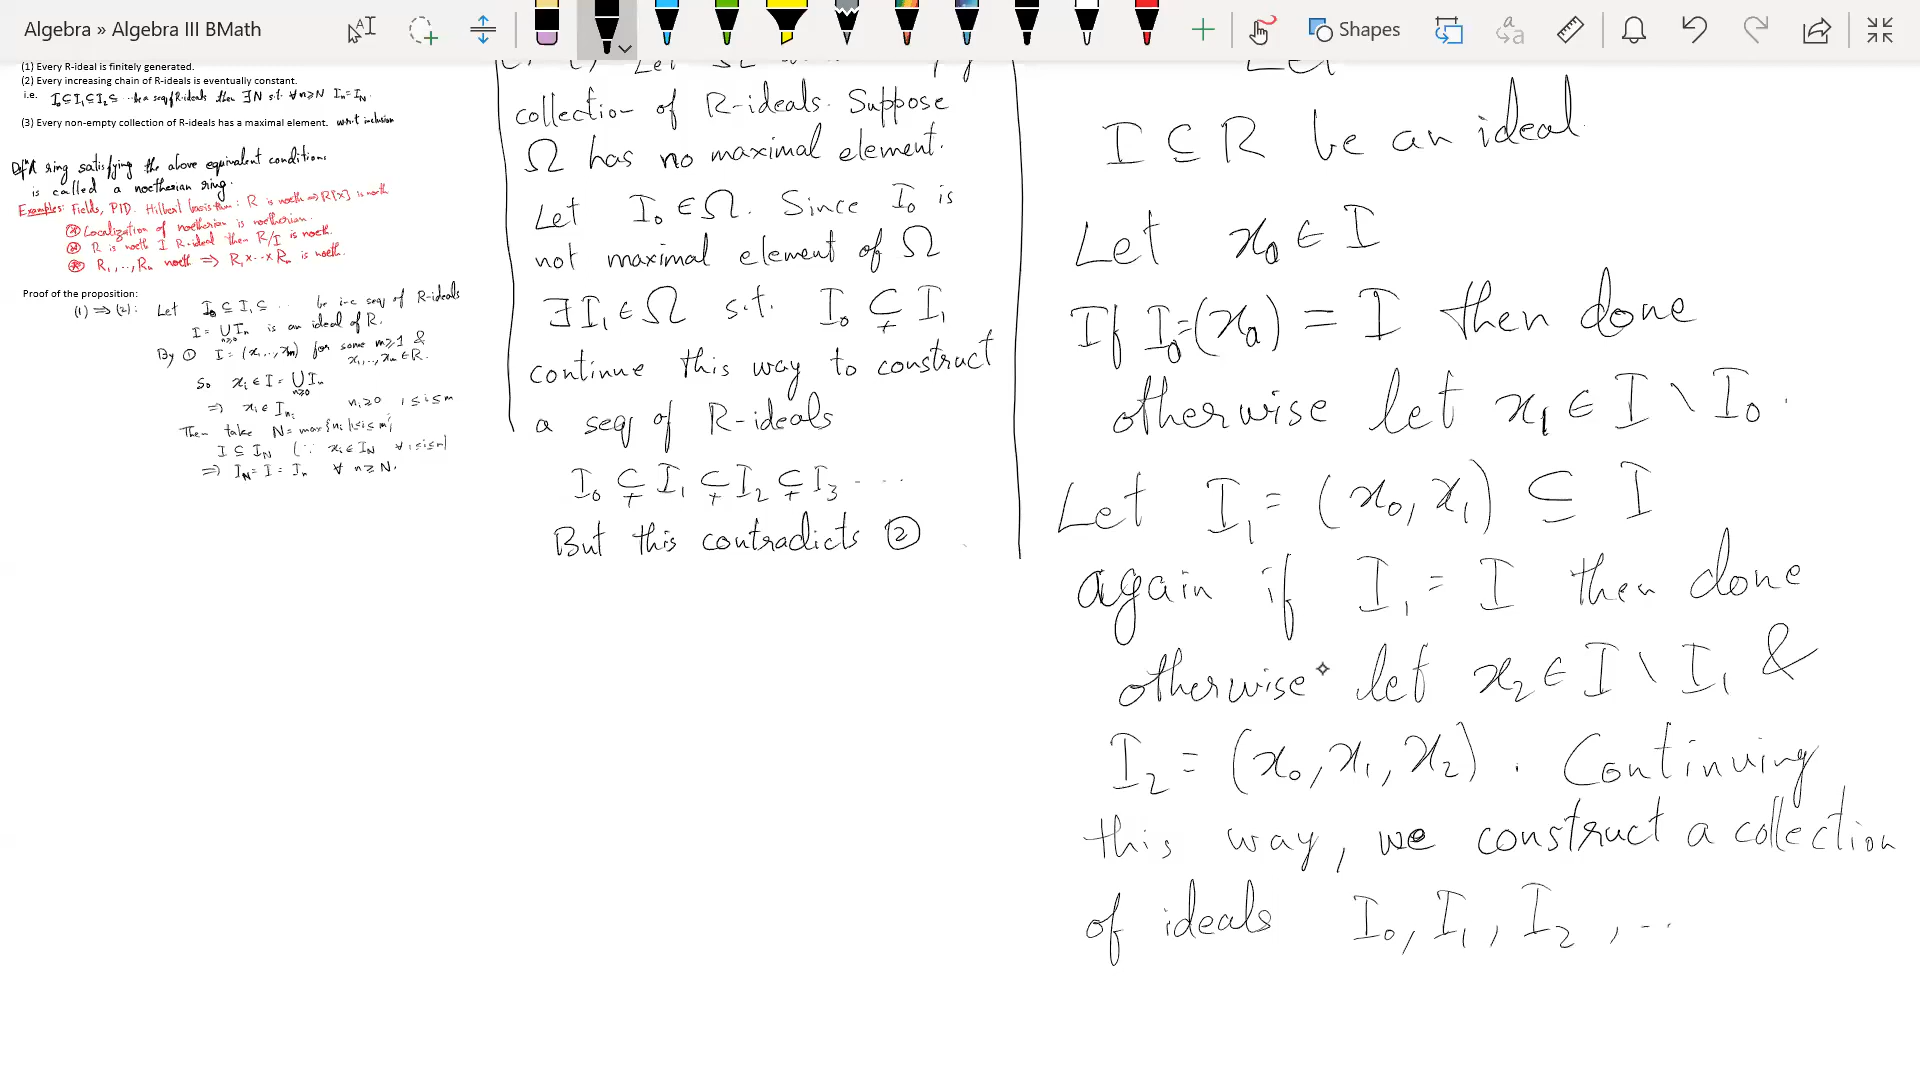 Algebra » Algebra III BMath
Shapes
(1) Every R-ideal is finitely generated.
(2) Every increasing chain of R-ideals is eventually constant.
i.e. I₀ ⊆ I₁ ⊆ I₂ ⊆ ... be a seq of R-ideals then ∃ N s.t. ∀ n ≥ N Iₙ = I_N.
(3) Every non-empty collection of R-ideals has a maximal element. w.r.t inclusion
Defⁿ: A ring satisfying the above equivalent conditions
is called a noetherian ring.
Examples: Fields, PID. Hilbert basis thm: R is noeth ⇒ R[X] is noeth
Localization of noetherian is noetherian.
R is noeth I R-ideal then R/I is noeth.
R₁,..,Rₙ noeth ⇒ R₁×...×Rₙ is noeth.
Proof of the proposition:
(1) ⇒ (2): Let I₀ ⊆ I₁ ⊆ ... be inc seq of R-ideals
I = ∪ Iₙ is an ideal of R.
n≥0
By ① I = (x₁,..,xₘ) for some m ≥ 1 &
x₁,..,xₘ ∈ R.
So xᵢ ∈ I = ∪ Iₙ
n≥0
⇒ xᵢ ∈ Iₙᵢ nᵢ ≥ 0 1 ≤ i ≤ m
Then take N = max{nᵢ | 1 ≤ i ≤ m}
I ⊆ I_N (∵ xᵢ ∈ I_N ∀ 1 ≤ i ≤ m)
⇒ I_N = I = Iₙ ∀ n ≥ N.
Let Ω
collection of R-ideals. Suppose
Ω has no maximal element.
Let I₀ ∈ Ω. Since I₀ is
not maximal element of Ω
∃ I₁ ∈ Ω s.t. I₀ ⊊ I₁
continue this way to construct
a seq of R-ideals
I₀ ⊊ I₁ ⊊ I₂ ⊊ I₃ ....
But this contradicts ②
Let
I ⊆ R be an ideal.
Let x₀ ∈ I
If I₀=(x₀) = I then done
otherwise let x₁ ∈ I \ I₀.
Let I₁ = (x₀, x₁) ⊆ I
again if I₁ = I then done
otherwise let x₂ ∈ I \ I₁ &
I₂ = (x₀, x₁, x₂). Continuing
this way, we construct a collection
of ideals I₀, I₁, I₂, ...